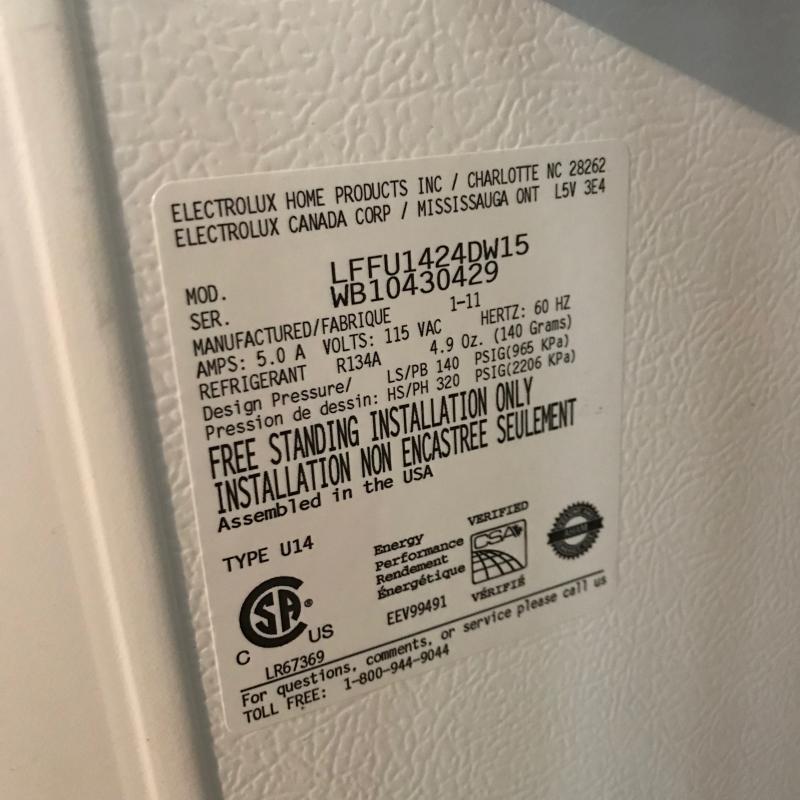 ELECTROLUX HOME PRODUCTS INC / CHARLOTTE NC 28262
ELECTROLUX CANADA CORP / MISSISSAUGA ONT L5V 3E4
MOD. LFFU1424DW15
SER. WB10430429
MANUFACTURED/FABRIQUE 1-11
AMPS: 5.0 A VOLTS: 115 VAC HERTZ: 60 HZ
REFRIGERANT R134A 4.9 Oz. (140 Grams)
Design Pressure/ LS/PB 140 PSIG(965 KPa)
Pression de dessin: HS/PH 320 PSIG(2206 KPa)
FREE STANDING INSTALLATION ONLY
INSTALLATION NON ENCASTREE SEULEMENT
Assembled in the USA
TYPE U14
Energy
Performance
Rendement
Énergétique
EEV99491
VERIFIED
CSA
VÉRIFIÉ
SA®
C US
LR67369
For questions, comments, or service please call us
TOLL FREE: 1-800-944-9044